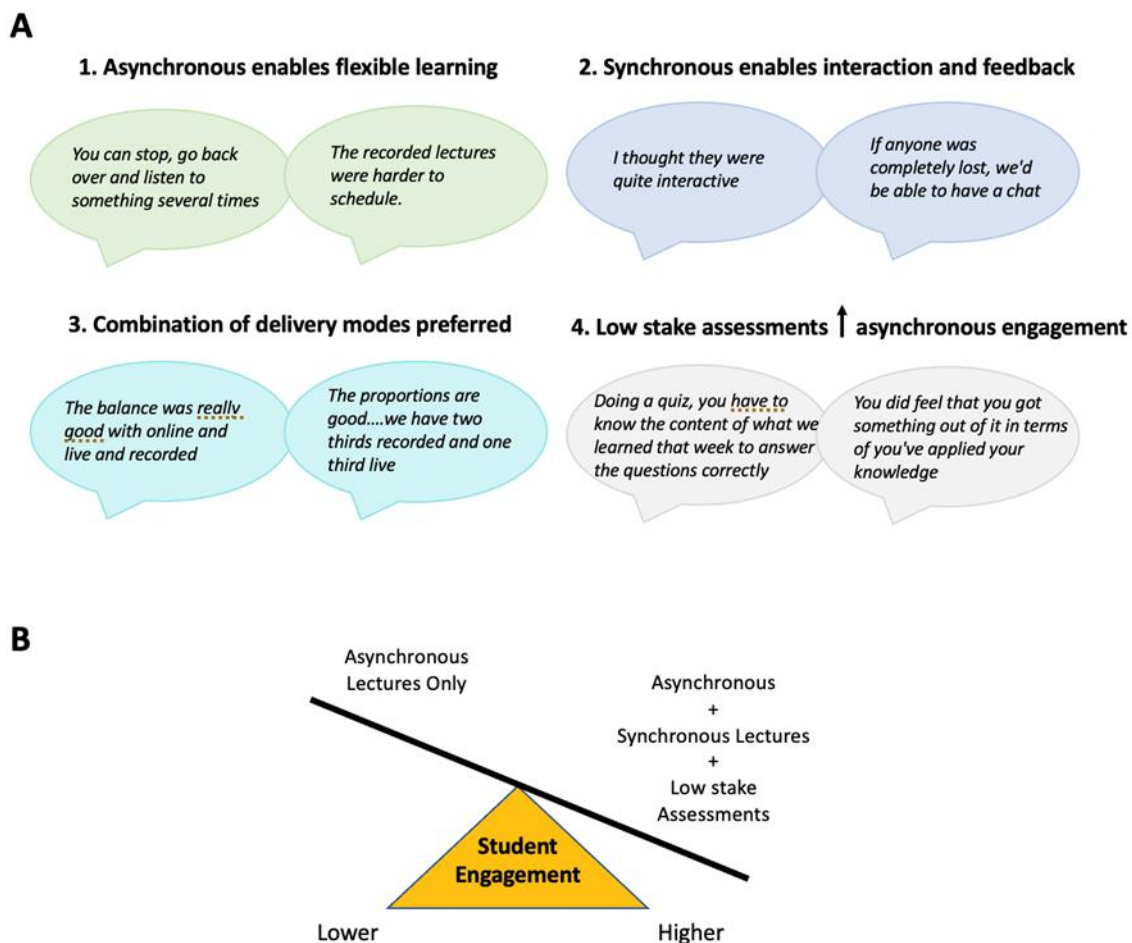 A
1. Asynchronous enables flexible learning
You can stop, go back
over and listen to
something several times
The recorded lectures
were harder to
schedule.
2. Synchronous enables interaction and feedback
I thought they were
quite interactive
If anyone was
completely lost, we'd
be able to have a chat
3. Combination of delivery modes preferred
The balance was really
good with online and
live and recorded
The proportions are
good....we have two
thirds recorded and one
third live
4. Low stake assessments ↑ asynchronous engagement
Doing a quiz, you have to
know the content of what we
learned that week to answer
the questions correctly
You did feel that you got
something out of it in terms
of you've applied your
knowledge
B
Asynchronous
Lectures Only
Asynchronous
+
Synchronous Lectures
+
Low stake
Assessments
Student
Engagement
Lower
Higher